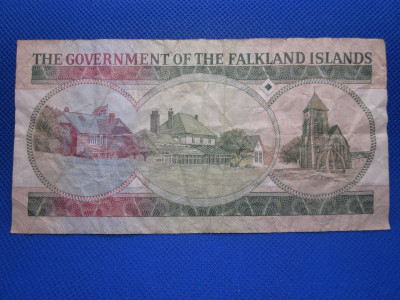 THE GOVERNMENT OF THE FALKLAND ISLANDS